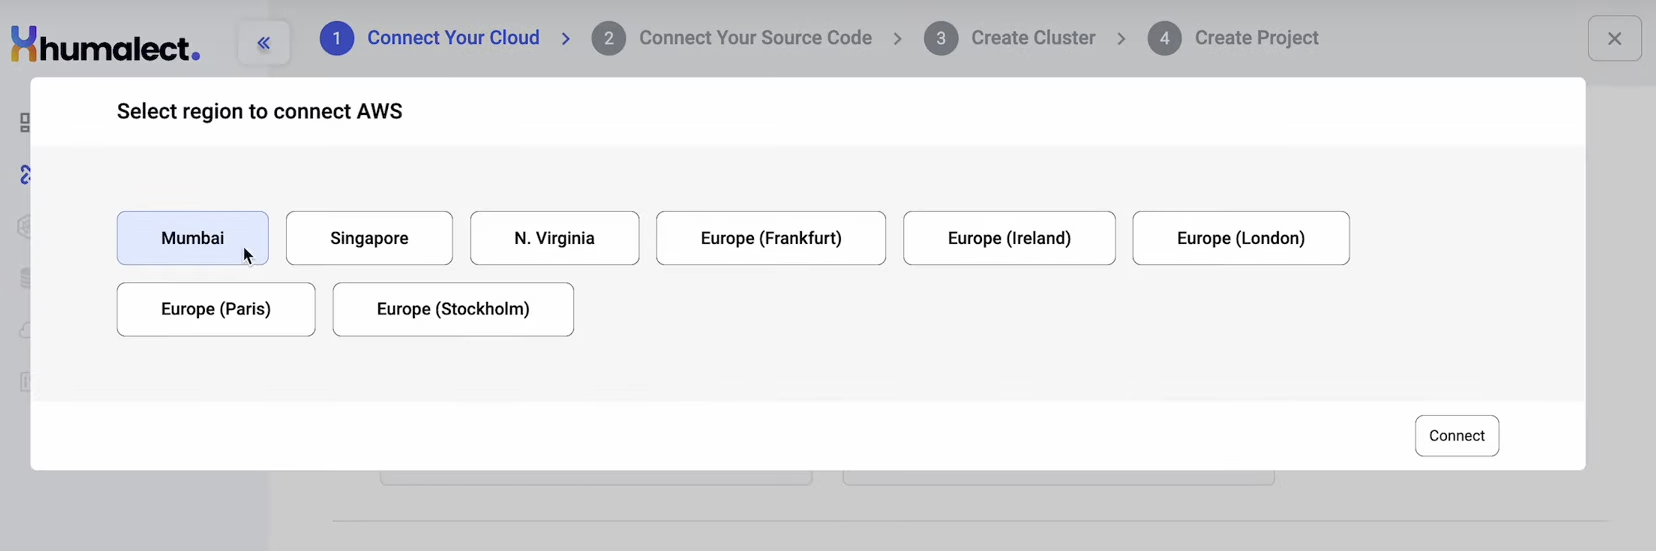 humalect.
«
1 Connect Your Cloud > 2 Connect Your Source Code > 3 Create Cluster > 4 Create Project
Select region to connect AWS
Mumbai Singapore N. Virginia Europe (Frankfurt) Europe (Ireland) Europe (London)
Europe (Paris) Europe (Stockholm)
Connect